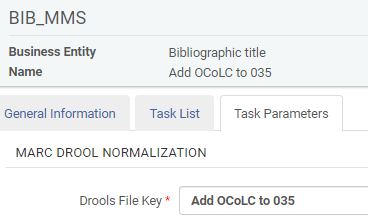 BIB_MMS
Business Entity Bibliographic title
Name Add OCoLC to 035
General Information Task List Task Parameters
MARC DROOL NORMALIZATION
Drools File Key * Add OCoLC to 035